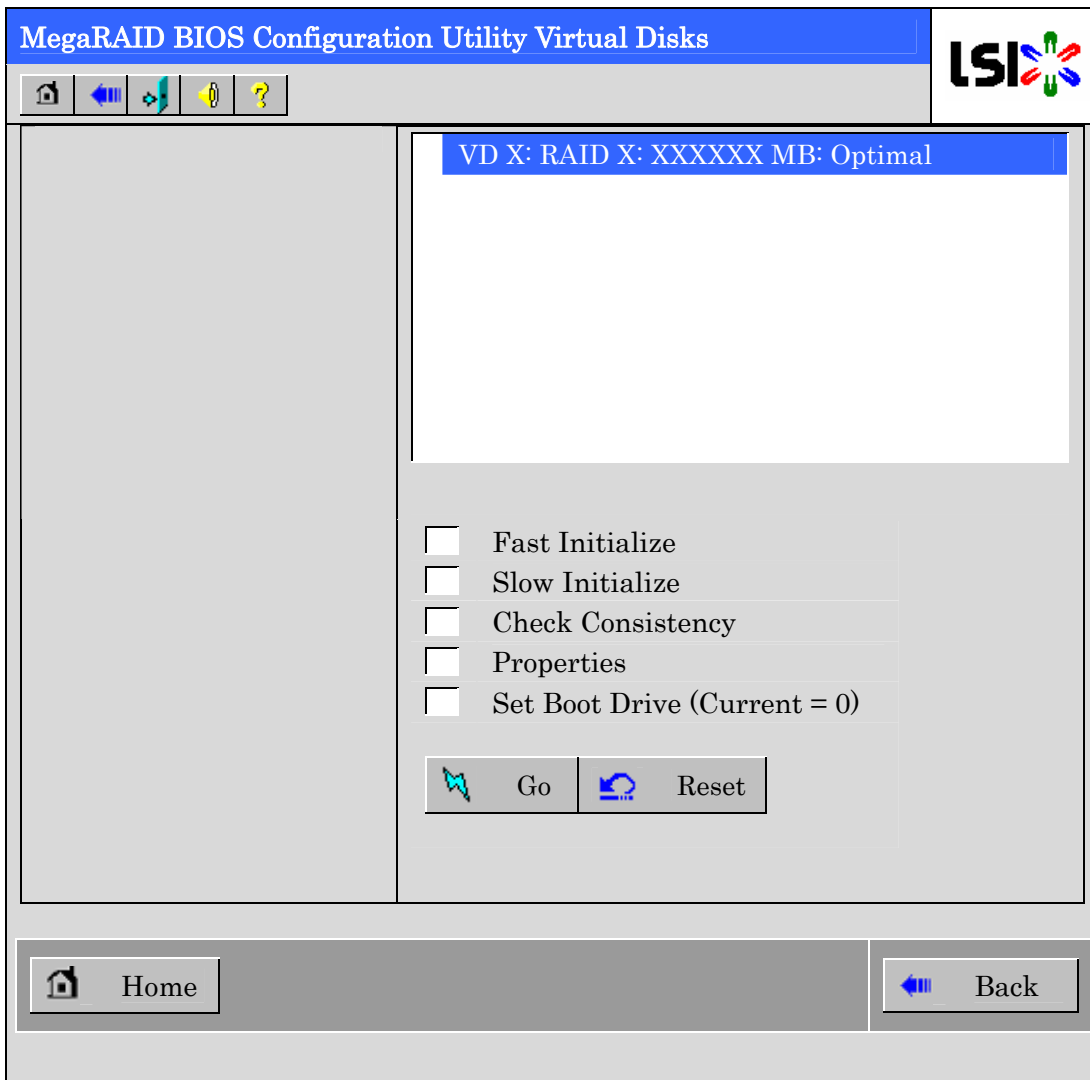 MegaRAID BIOS Configuration Utility Virtual Disks
LSI
VD X: RAID X: XXXXXX MB: Optimal
Fast Initialize
Slow Initialize
Check Consistency
Properties
Set Boot Drive (Current = 0)
Go
Reset
Home
Back